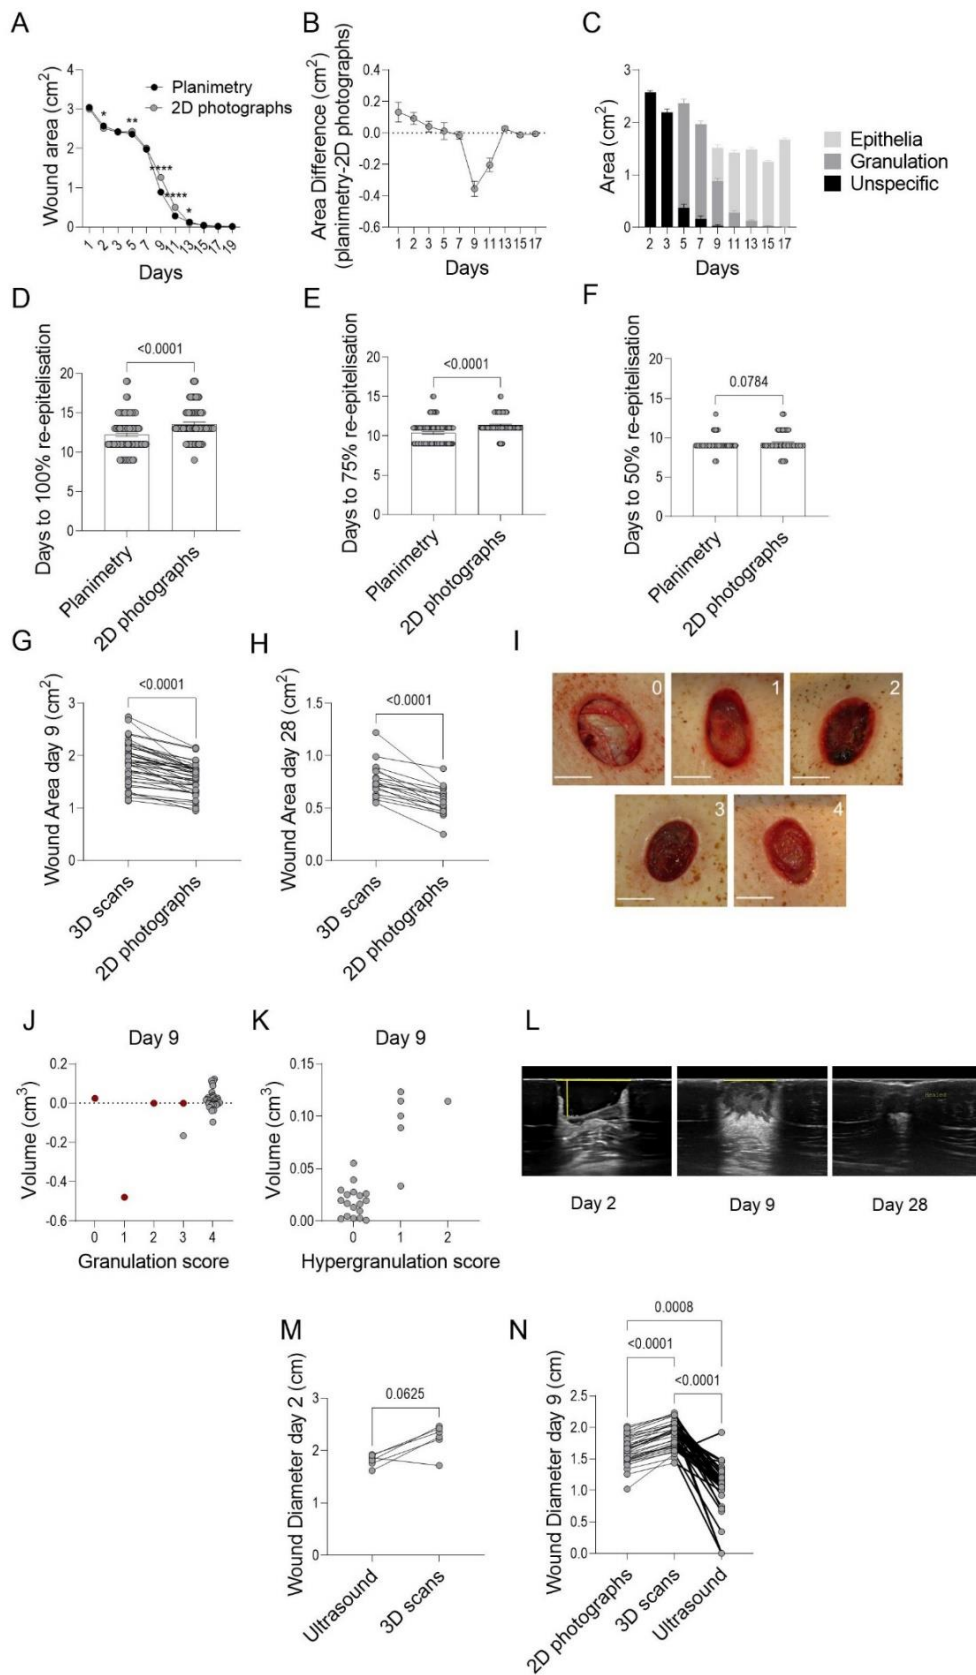 A
Wound area (cm²)
4
3
2
1
0
Planimetry
2D photographs
*
**
****
****
*
1 2 3 5 7 9 11 13 15 17 19
Days
B
Area Difference (cm²)
(planimetry-2D photographs)
0.4
0.2
0.0
-0.2
-0.4
-0.6
1 2 3 5 7 9 11 13 15 17
Days
C
Area (cm²)
3
2
1
0
2 3 5 7 9 11 13 15 17
Days
Epithelia
Granulation
Unspecific
D
Days to 100% re-epitelisation
<0.0001
20
15
10
5
0
Planimetry
2D photographs
E
Days to 75% re-epitelisation
<0.0001
20
15
10
5
0
Planimetry
2D photographs
F
Days to 50% re-epitelisation
0.0784
20
15
10
5
0
Planimetry
2D photographs
G
Wound Area day 9 (cm²)
<0.0001
3
2
1
0
3D scans
2D photographs
H
Wound Area day 28 (cm²)
<0.0001
1.5
1.0
0.5
0.0
3D scans
2D photographs
I
0
1
2
3
4
J
Day 9
Volume (cm³)
0.2
0.0
-0.2
-0.4
-0.6
0 1 2 3 4
Granulation score
K
Day 9
Volume (cm³)
0.15
0.10
0.05
0.00
0 1 2
Hypergranulation score
L
Day 2
Day 9
Day 28
M
Wound Diameter day 2 (cm)
0.0625
3
2
1
0
Ultrasound
3D scans
N
Wound Diameter day 9 (cm)
0.0008
<0.0001
<0.0001
2.5
2.0
1.5
1.0
0.5
0.0
2D photographs
3D scans
Ultrasound